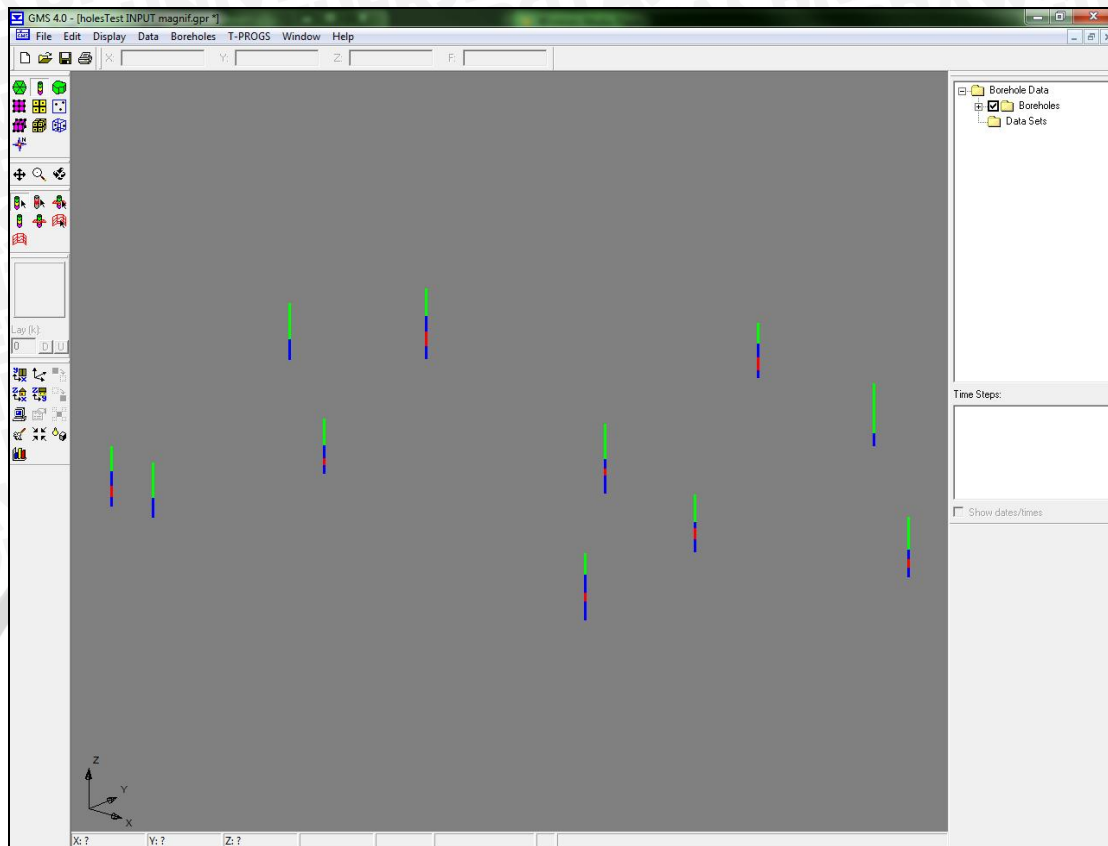 GMS 4.0 - [holesTest INPUT magnif.gpr *]
File Edit Display Data Boreholes T-PROGS Window Help
X: Y: Z: F:
Borehole Data
Boreholes
Data Sets
Lay (k):
0 D U
Time Steps:
Show dates/times
Z
Y
X
X: ? Y: ? Z: ?